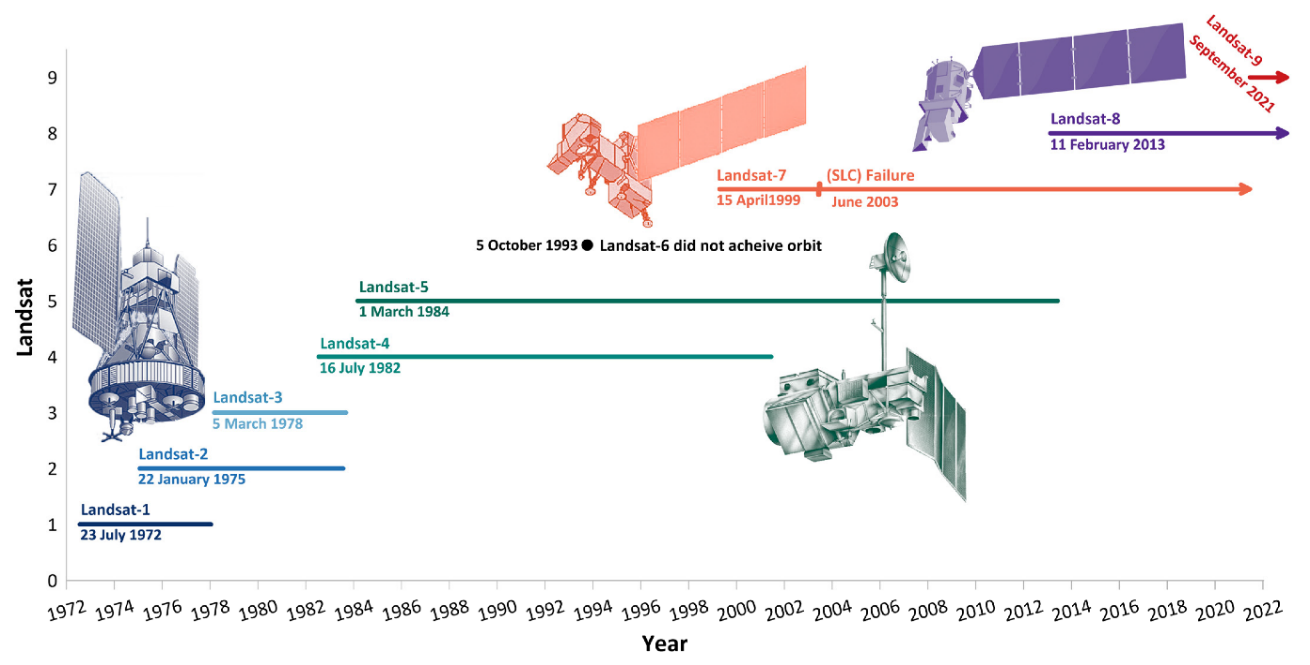 Landsat-9
September 2021
9
Landsat-8
11 February 2013
8
Landsat-7
15 April1999
(SLC) Failure
June 2003
7
5 October 1993
Landsat-6 did not acheive orbit
6
Landsat-5
1 March 1984
5
Landsat-4
16 July 1982
4
Landsat-3
5 March 1978
3
Landsat-2
22 January 1975
2
Landsat-1
23 July 1972
1
0
Landsat
1972 1974 1976 1978 1980 1982 1984 1986 1988 1990 1992 1994 1996 1998 2000 2002 2004 2006 2008 2010 2012 2014 2016 2018 2020 2022
Year